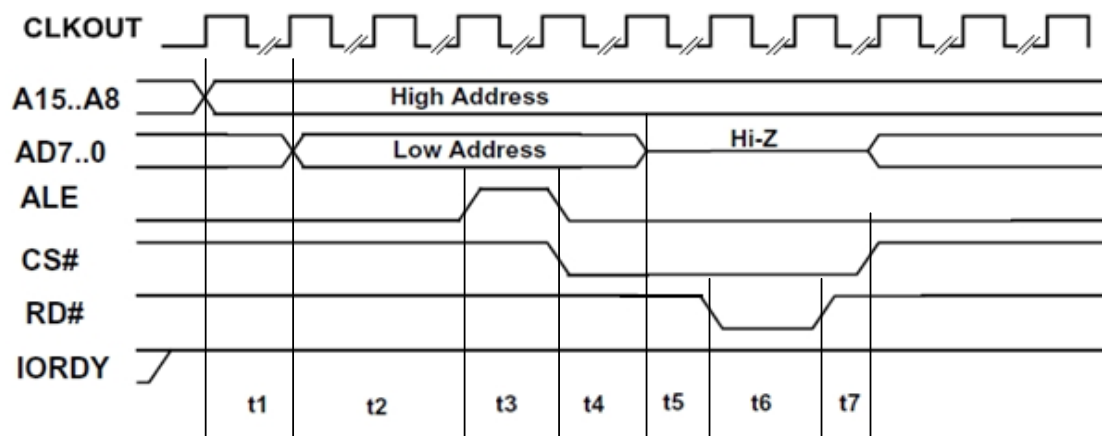 CLKOUT
A15..A8 High Address
AD7..0 Low Address Hi-Z
ALE
CS#
RD#
IORDY
t1 t2 t3 t4 t5 t6 t7